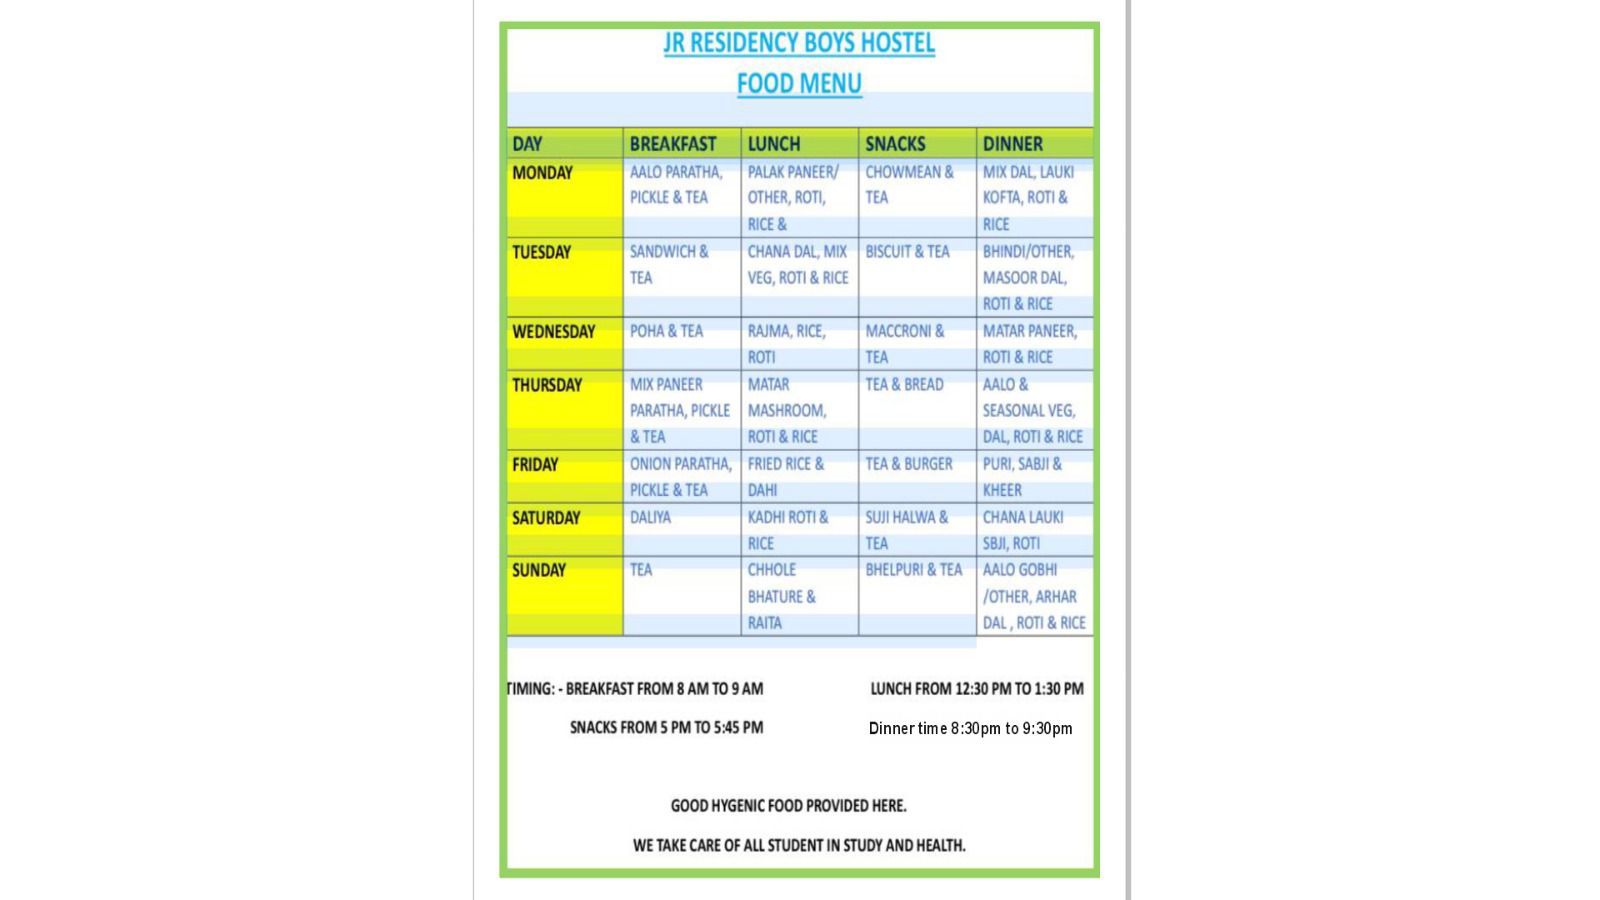 JR RESIDENCY BOYS HOSTEL
FOOD MENU
DAY BREAKFAST LUNCH SNACKS DINNER
MONDAY AALO PARATHA, PALAK PANEER/ CHOWMEAN & MIX DAL, LAUKI
PICKLE & TEA OTHER, ROTI, TEA KOFTA, ROTI &
RICE & RICE
TUESDAY SANDWICH & CHANA DAL, MIX BISCUIT & TEA BHINDI/OTHER,
TEA VEG, ROTI & RICE MASOOR DAL,
ROTI & RICE
WEDNESDAY POHA & TEA RAJMA, RICE, MACCRONI & MATAR PANEER,
ROTI TEA ROTI & RICE
THURSDAY MIX PANEER MATAR TEA & BREAD AALO &
PARATHA, PICKLE MASHROOM, SEASONAL VEG,
& TEA ROTI & RICE DAL, ROTI & RICE
FRIDAY ONION PARATHA, FRIED RICE & TEA & BURGER PURI, SABJI &
PICKLE & TEA DAHI KHEER
SATURDAY DALIYA KADHI ROTI & SUJI HALWA & CHANA LAUKI
RICE TEA SBJI, ROTI
SUNDAY TEA CHHOLE BHELPURI & TEA AALO GOBHI
BHATURE & /OTHER, ARHAR
RAITA DAL , ROTI & RICE
TIMING: - BREAKFAST FROM 8 AM TO 9 AM LUNCH FROM 12:30 PM TO 1:30 PM
SNACKS FROM 5 PM TO 5:45 PM Dinner time 8:30pm to 9:30pm
GOOD HYGENIC FOOD PROVIDED HERE.
WE TAKE CARE OF ALL STUDENT IN STUDY AND HEALTH.